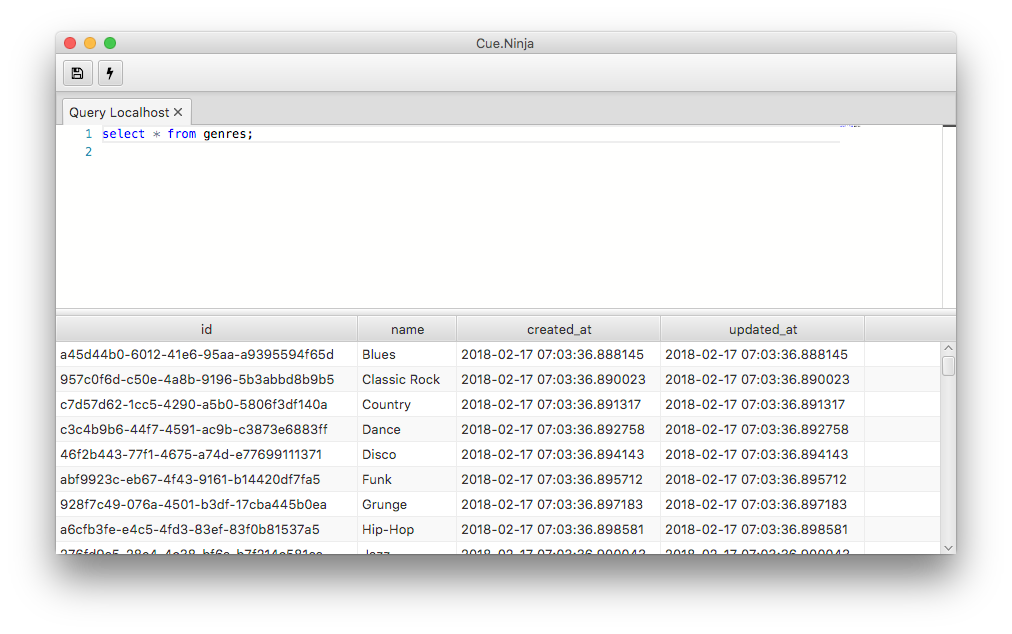 Cue.Ninja
Query Localhost
1 select * from genres;
2
id name created_at updated_at
a45d44b0-6012-41e6-95aa-a9395594f65d Blues 2018-02-17 07:03:36.888145 2018-02-17 07:03:36.888145
957c0f6d-c50e-4a8b-9196-5b3abbd8b9b5 Classic Rock 2018-02-17 07:03:36.890023 2018-02-17 07:03:36.890023
c7d57d62-1cc5-4290-a5b0-5806f3df140a Country 2018-02-17 07:03:36.891317 2018-02-17 07:03:36.891317
c3c4b9b6-44f7-4591-ac9b-c3873e6883ff Dance 2018-02-17 07:03:36.892758 2018-02-17 07:03:36.892758
46f2b443-77f1-4675-a74d-e77699111371 Disco 2018-02-17 07:03:36.894143 2018-02-17 07:03:36.894143
abf9923c-eb67-4f43-9161-b14420df7fa5 Funk 2018-02-17 07:03:36.895712 2018-02-17 07:03:36.895712
928f7c49-076a-4501-b3df-17cba445b0ea Grunge 2018-02-17 07:03:36.897183 2018-02-17 07:03:36.897183
a6cfb3fe-e4c5-4fd3-83ef-83f0b81537a5 Hip-Hop 2018-02-17 07:03:36.898581 2018-02-17 07:03:36.898581
Jazz 2018-02-17 2018-02-17